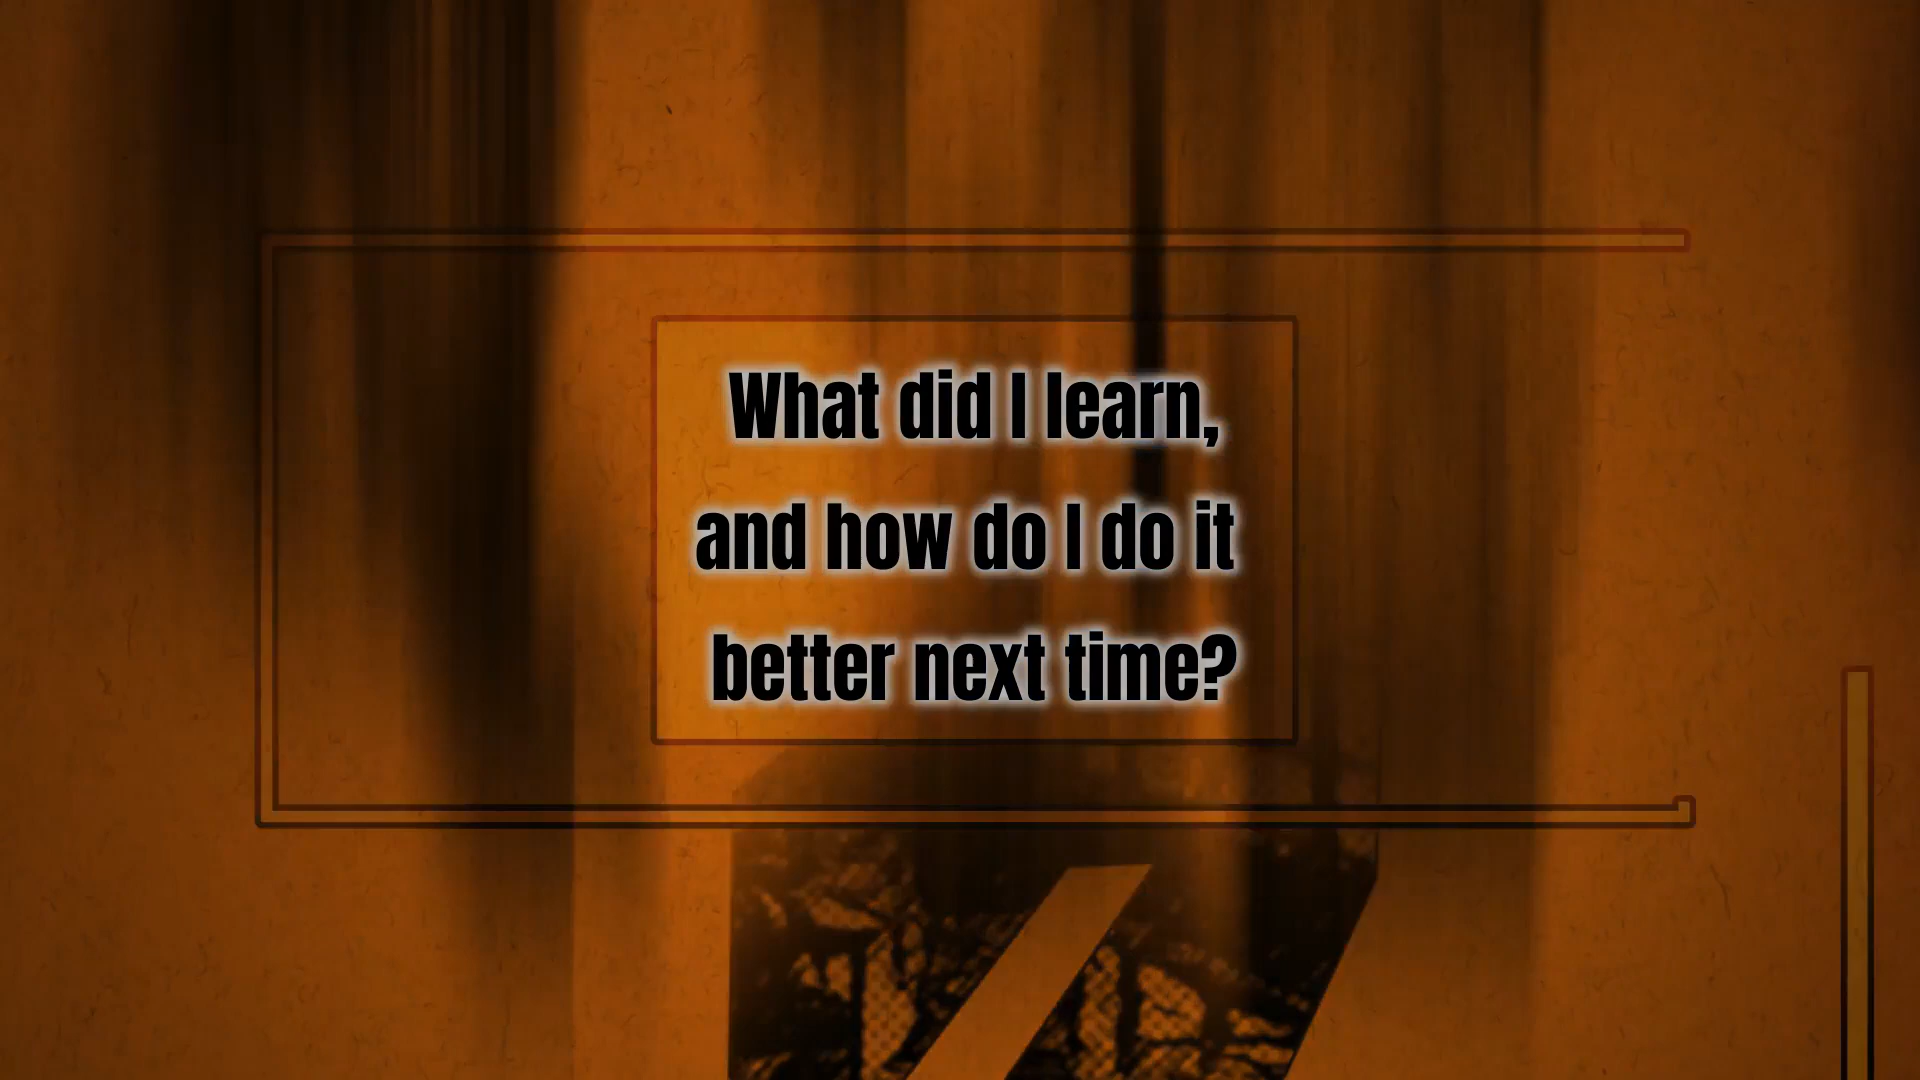 What did I learn,
and how do I do it
better next time?